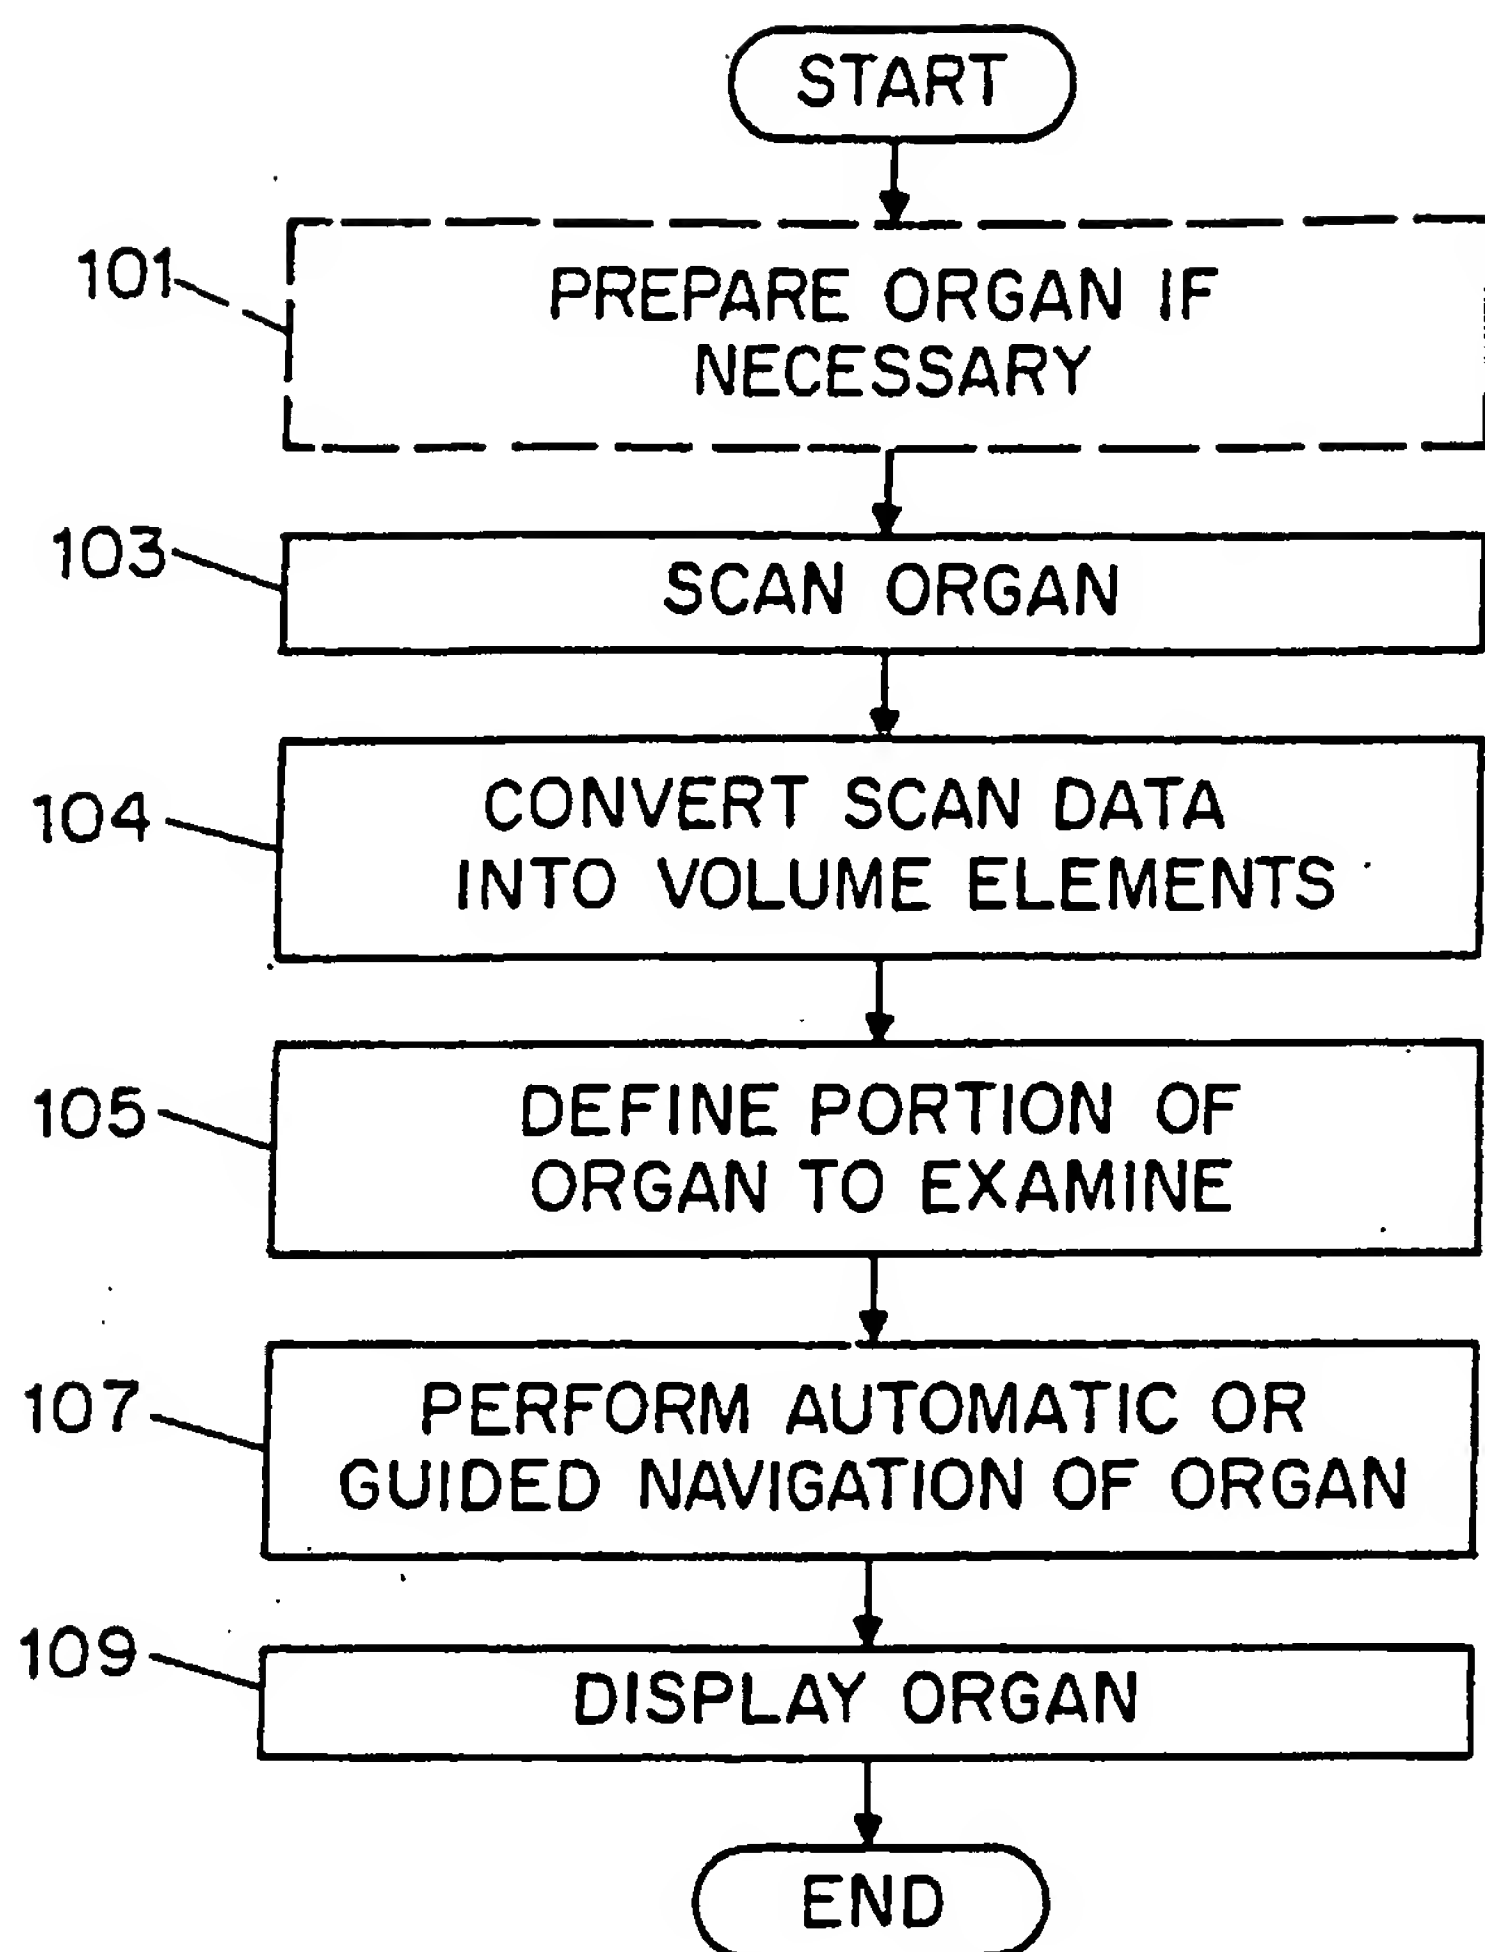 START
101
PREPARE ORGAN IF
NECESSARY
103
SCAN ORGAN
104
CONVERT SCAN DATA
INTO VOLUME ELEMENTS
105
DEFINE PORTION OF
ORGAN TO EXAMINE
107
PERFORM AUTOMATIC OR
GUIDED NAVIGATION OF ORGAN
109
DISPLAY ORGAN
END